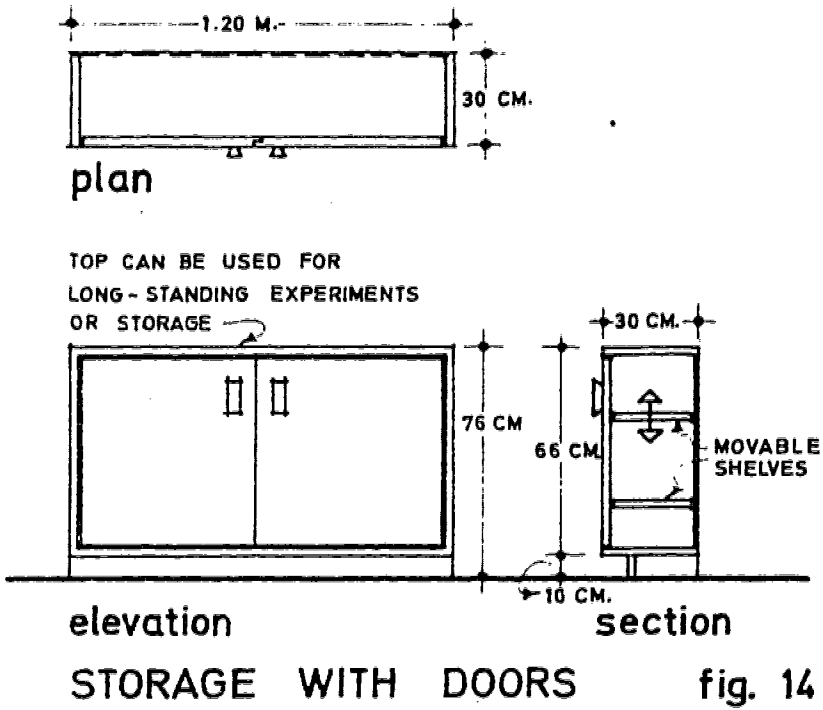 1.20 M.
30 CM.
plan
TOP CAN BE USED FOR
LONG-STANDING EXPERIMENTS
OR STORAGE
30 CM.
76 CM
66 CM.
MOVABLE
SHELVES
10 CM.
elevation
section
STORAGE WITH DOORS fig. 14